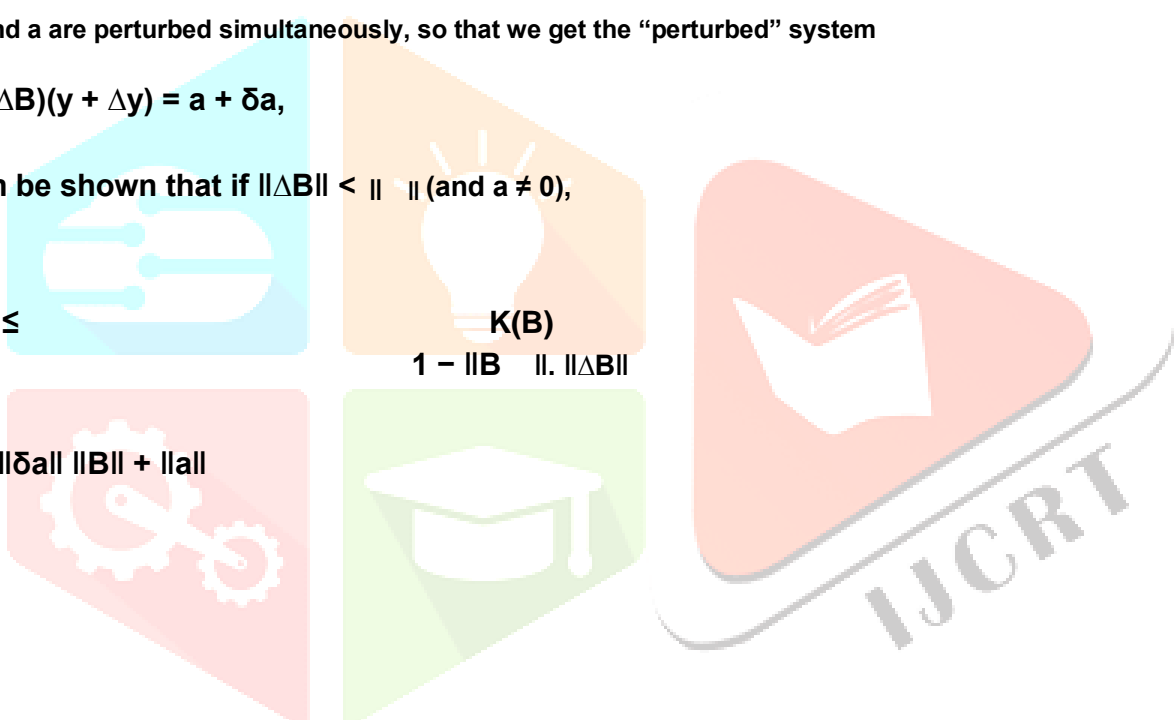 nd a are perturbed simultaneously, so that we get the “perturbed” system
∆B)(y + ∆y) = a + δa,
n be shown that if ‖∆B‖ < ‖ ‖ (and a ≠ 0),
≤ K(B)
1 − ‖B ‖. ‖∆B‖
‖δa‖ ‖B‖ + ‖a‖
IJCRT